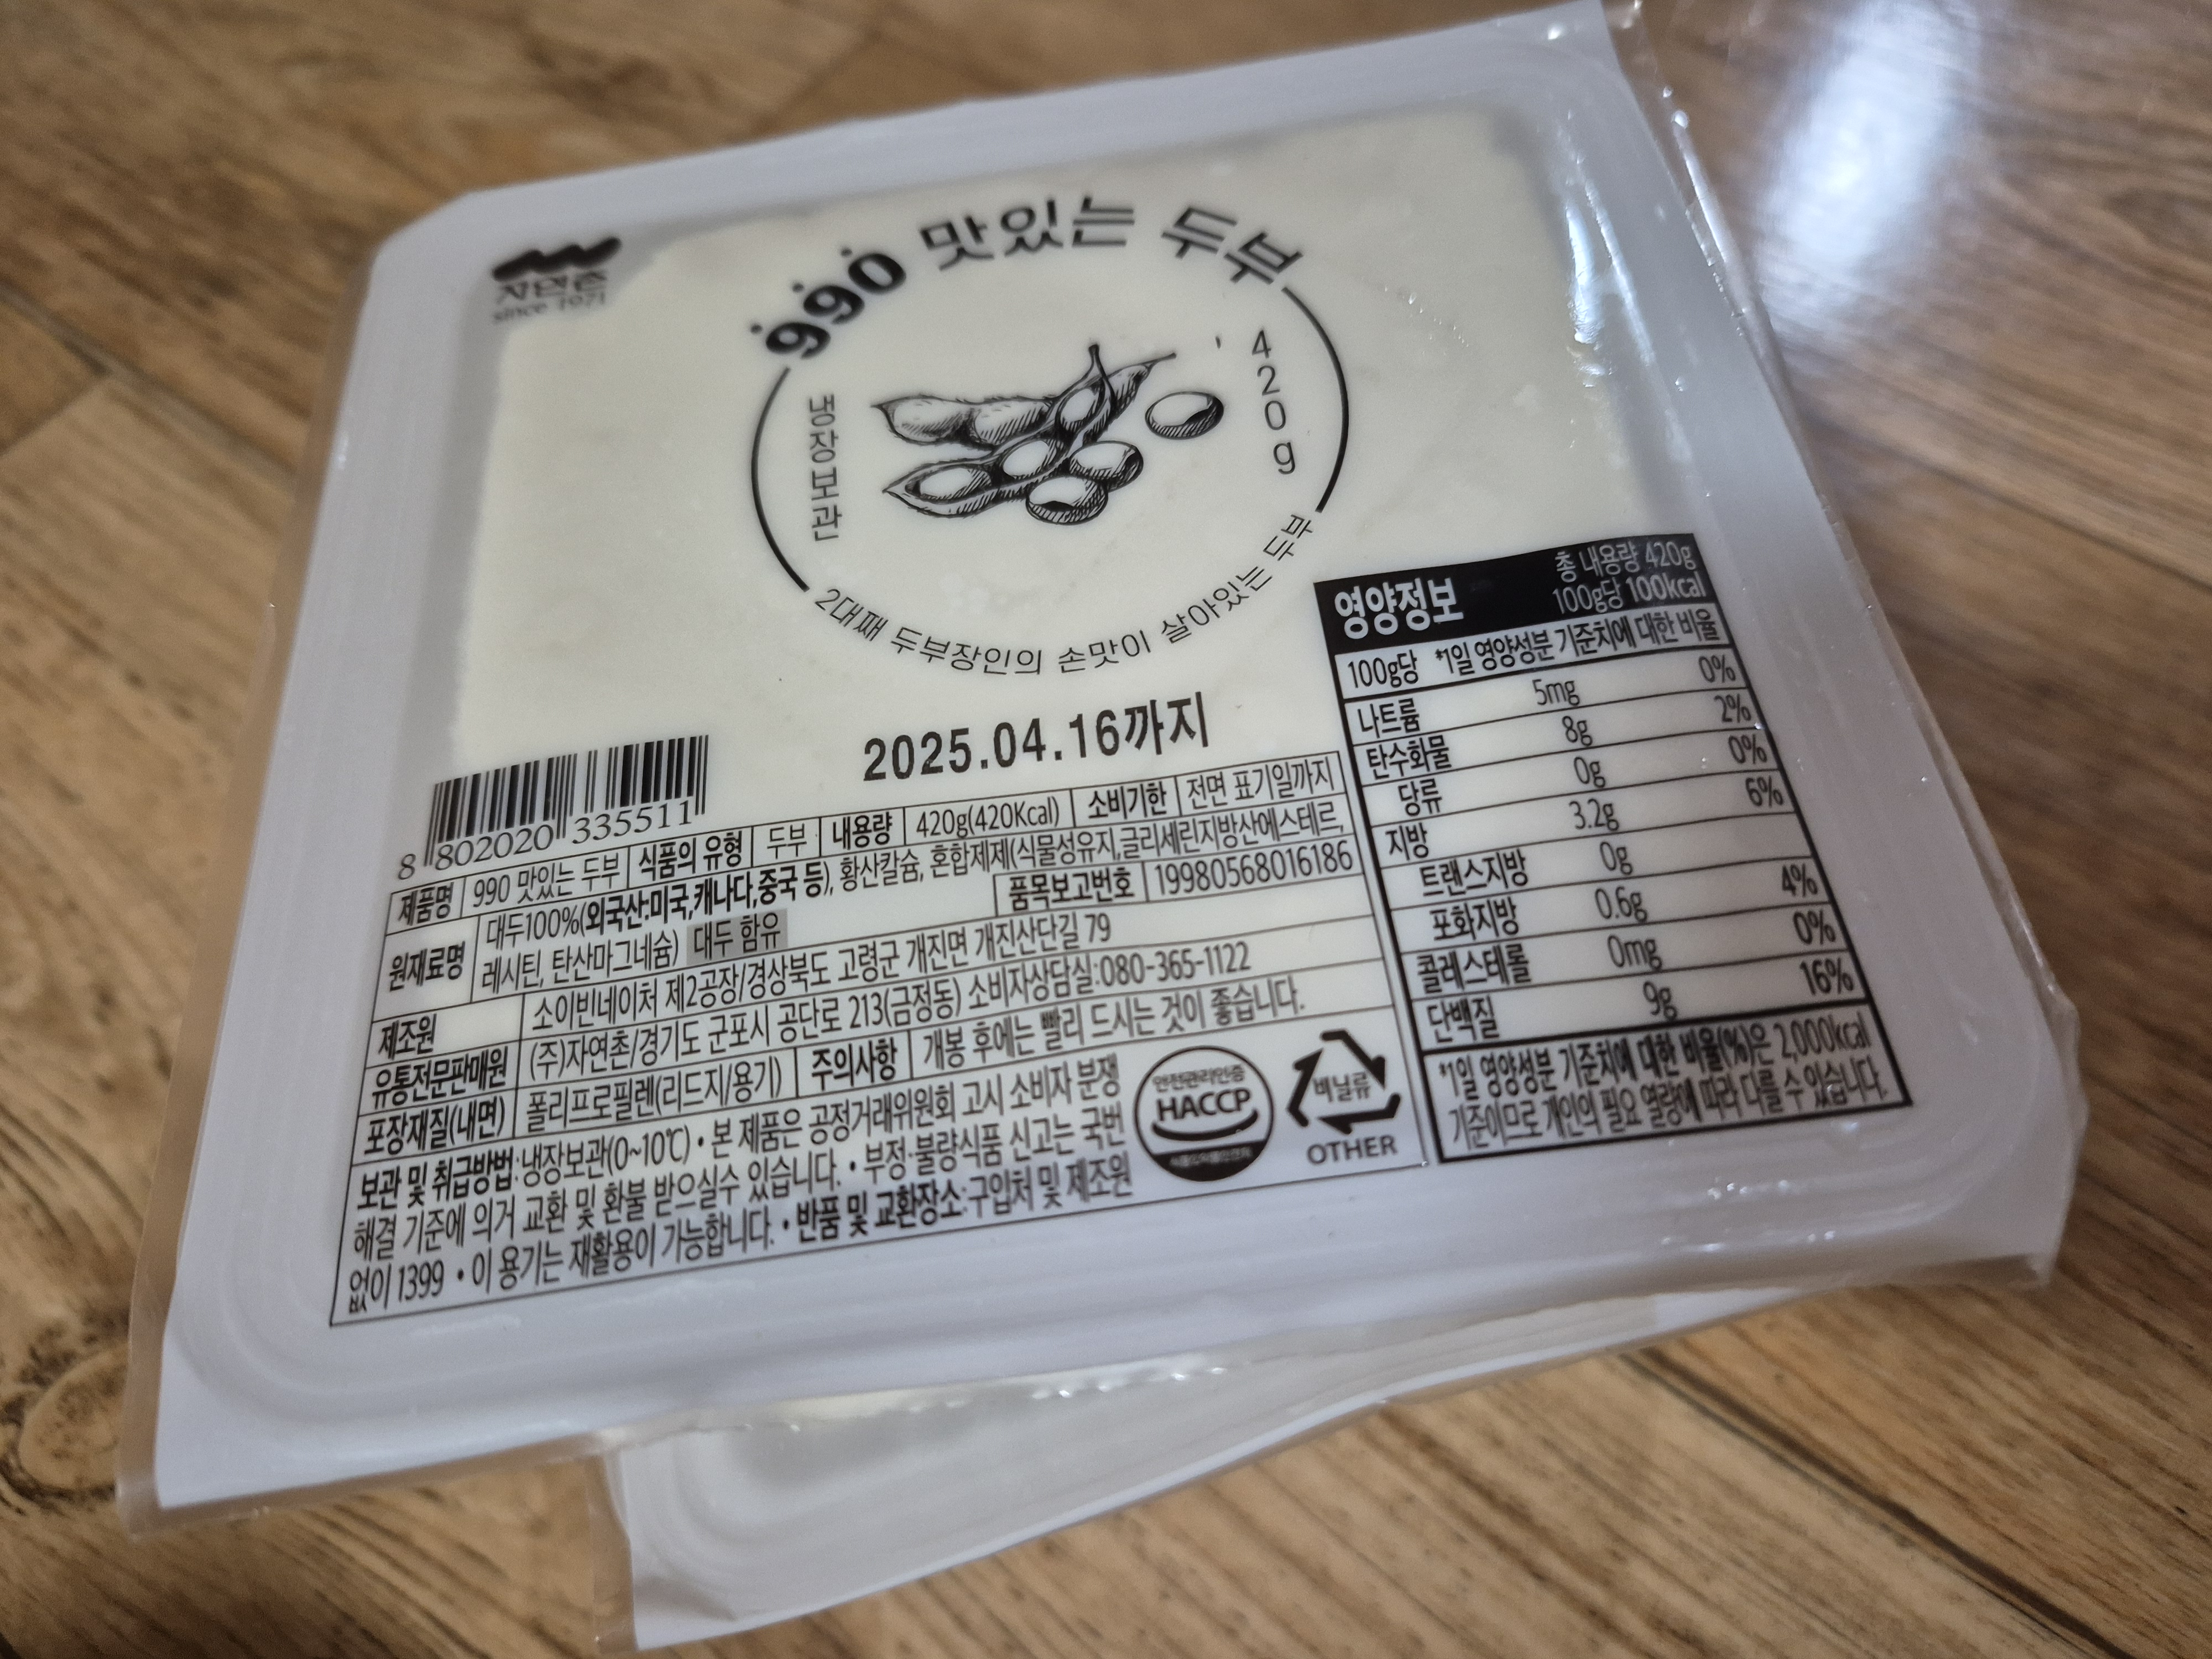 자연촌
since 1971
990 맛있는 두부
냉장보관
420g
2대째 두부장인의 손맛이 살아있는 두부
2025.04.16까지
8 802020 335511
제품명 990 맛있는 두부 식품의 유형 두부 내용량 420g(420Kcal) 소비기한 전면 표기일까지
원재료명 대두100%(외국산:미국,캐나다,중국 등), 황산칼슘, 혼합제제(식물성유지,글리세린지방산에스테르,
레시틴, 탄산마그네슘) 대두 함유 품목보고번호 19980568016186
제조원 소이빈네이처 제2공장/경상북도 고령군 개진면 개진산단길 79
유통전문판매원 (주)자연촌/경기도 군포시 공단로 213(금정동) 소비자상담실:080-365-1122
포장재질(내면) 폴리프로필렌(리드지/용기) 주의사항 개봉 후에는 빨리 드시는 것이 좋습니다.
보관 및 취급방법:냉장보관(0~10℃) • 본 제품은 공정거래위원회 고시 소비자 분쟁
해결 기준에 의거 교환 및 환불 받으실수 있습니다. • 부정·불량식품 신고는 국번
없이 1399 • 이 용기는 재활용이 가능합니다. • 반품 및 교환장소:구입처 및 제조원
안전관리인증
HACCP
비닐류
OTHER
영양정보 총 내용량 420g
100g당 100kcal
100g당 *1일 영양성분 기준치에 대한 비율
나트륨 5mg 0%
탄수화물 8g 2%
당류 0g 0%
지방 3.2g 6%
트랜스지방 0g
포화지방 0.6g 4%
콜레스테롤 0mg 0%
단백질 9g 16%
*1일 영양성분 기준치에 대한 비율(%)은 2,000kcal
기준이므로 개인의 필요 열량에 따라 다를 수 있습니다.